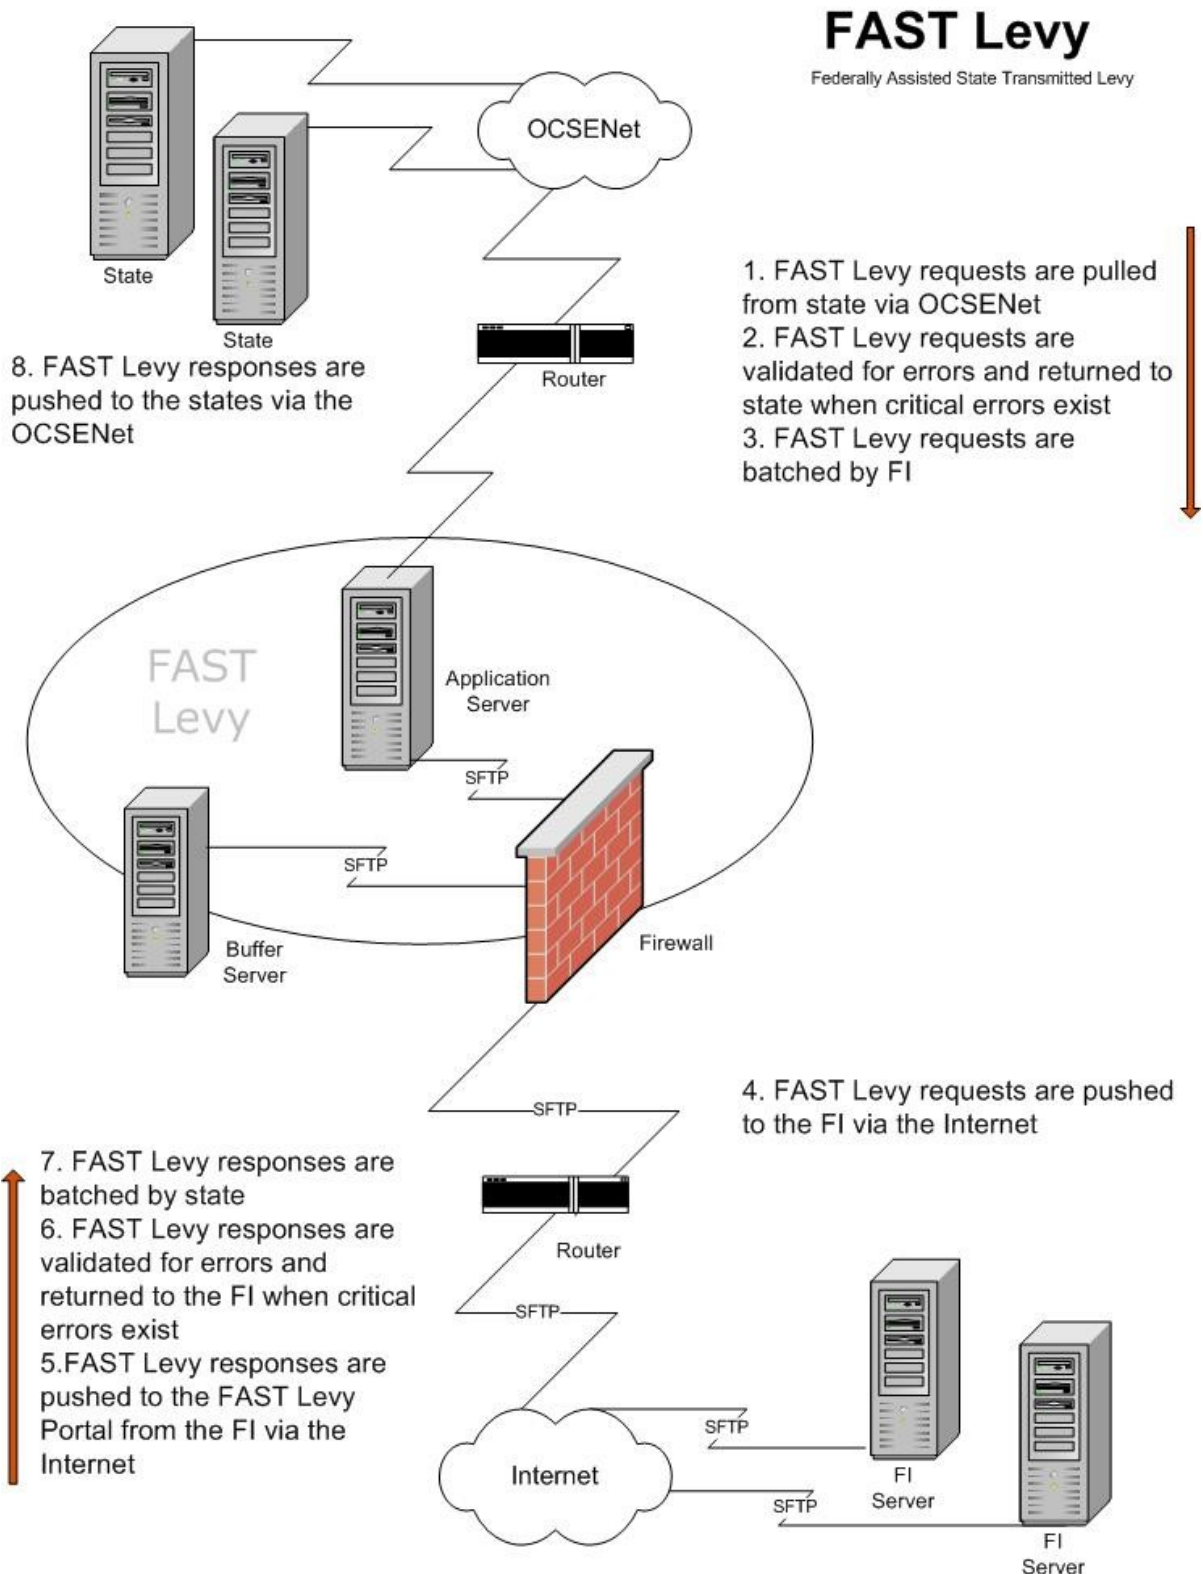 FAST Levy
Federally Assisted State Transmitted Levy
OCSENet
State
State
8. FAST Levy responses are
pushed to the states via the
OCSENet
Router
1. FAST Levy requests are pulled
from state via OCSENet
2. FAST Levy requests are
validated for errors and returned to
state when critical errors exist
3. FAST Levy requests are
batched by FI
FAST
Levy
Application
Server
SFTP
SFTP
Buffer
Server
Firewall
4. FAST Levy requests are pushed
to the FI via the Internet
SFTP
7. FAST Levy responses are
batched by state
6. FAST Levy responses are
validated for errors and
returned to the FI when critical
errors exist
5.FAST Levy responses are
pushed to the FAST Levy
Portal from the FI via the
Internet
Router
SFTP
Internet
SFTP
FI
Server
SFTP
FI
Server